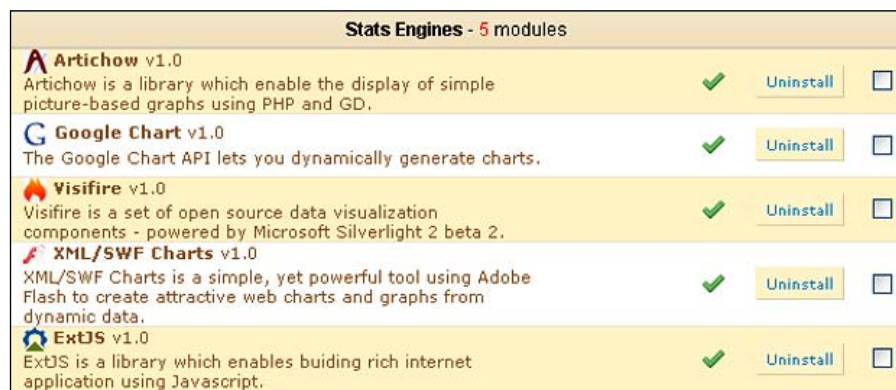 Stats Engines - 5 modules
Artichow v1.0
Artichow is a library which enable the display of simple
picture-based graphs using PHP and GD.
Uninstall
Google Chart v1.0
The Google Chart API lets you dynamically generate charts.
Uninstall
Visifire v1.0
Visifire is a set of open source data visualization
components - powered by Microsoft Silverlight 2 beta 2.
Uninstall
XML/SWF Charts v1.0
XML/SWF Charts is a simple, yet powerful tool using Adobe
Flash to create attractive web charts and graphs from
dynamic data.
Uninstall
ExtJS v1.0
ExtJS is a library which enables buiding rich internet
application using Javascript.
Uninstall